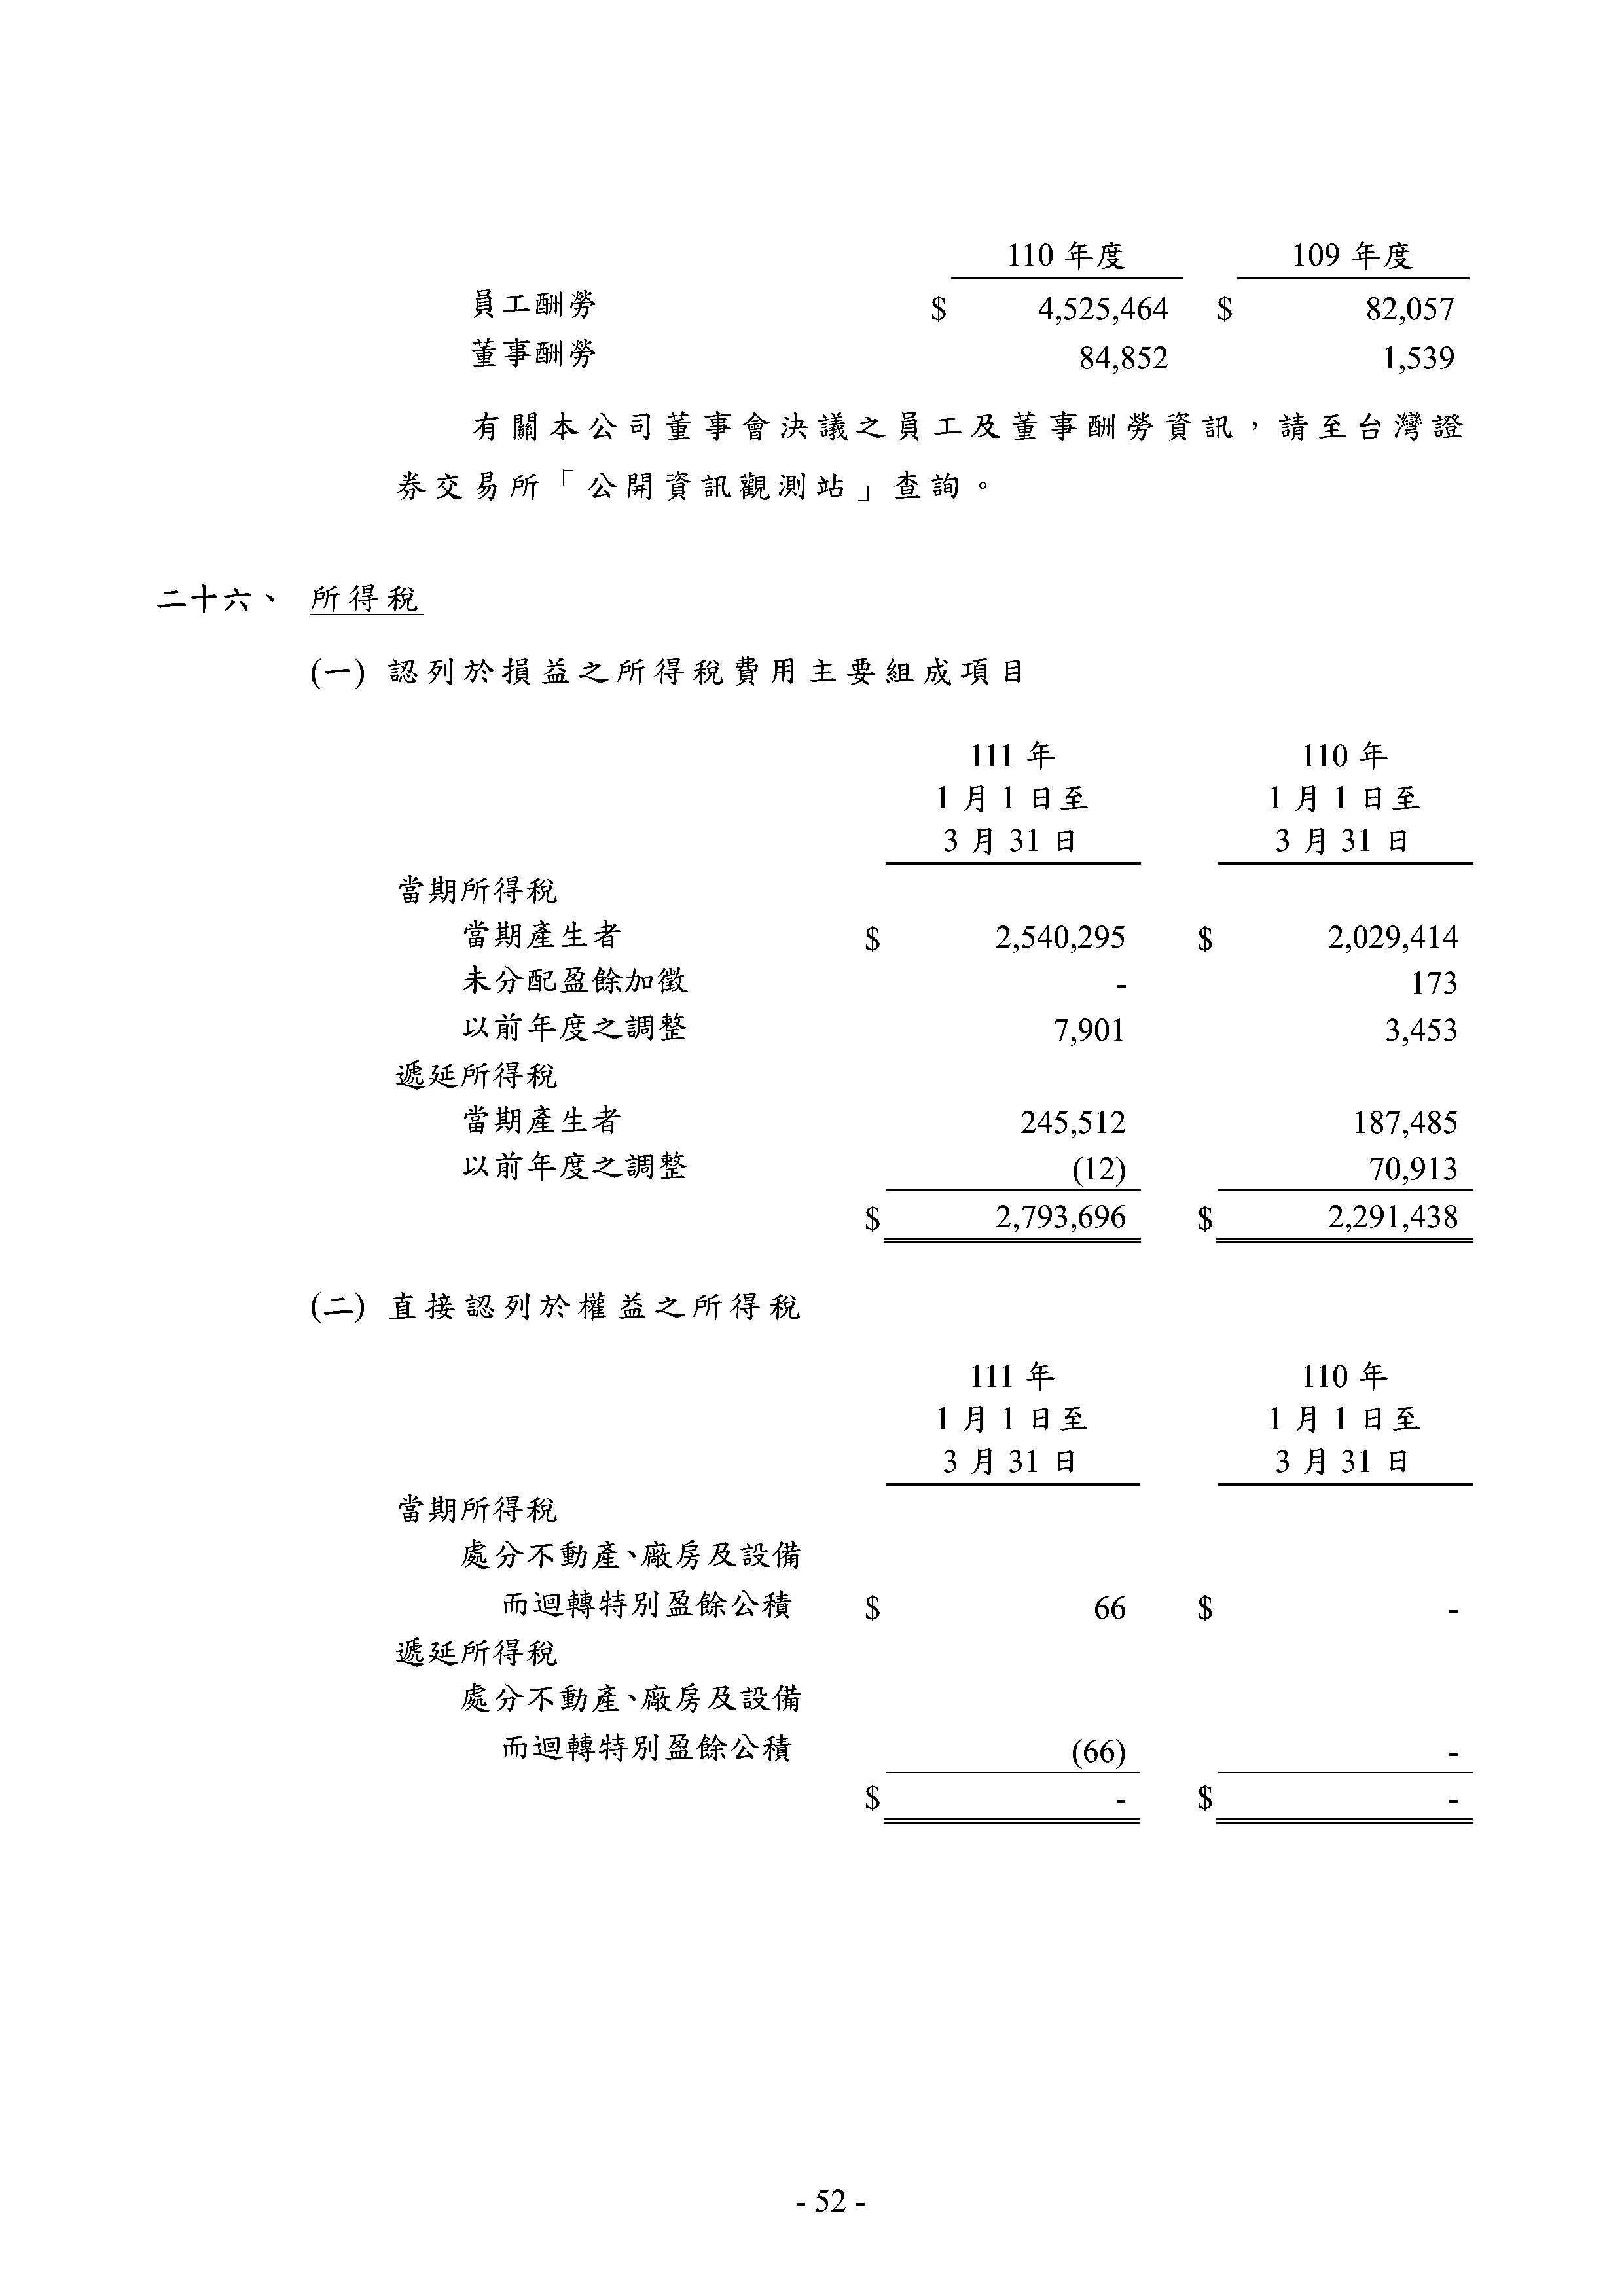 110 年度 109 年度
員工酬勞 $ 4,525,464 $ 82,057
董事酬勞 84,852 1,539
有關本公司董事會決議之員工及董事酬勞資訊，請至台灣證
券交易所「公開資訊觀測站」查詢。
二十六、 所得稅
(一) 認列於損益之所得稅費用主要組成項目
111 年 110 年
1 月 1 日至 1 月 1 日至
3 月 31 日 3 月 31 日
當期所得稅
當期產生者 $ 2,540,295 $ 2,029,414
未分配盈餘加徵 - 173
以前年度之調整 7,901 3,453
遞延所得稅
當期產生者 245,512 187,485
以前年度之調整 (12) 70,913
$ 2,793,696 $ 2,291,438
(二) 直接認列於權益之所得稅
111 年 110 年
1 月 1 日至 1 月 1 日至
3 月 31 日 3 月 31 日
當期所得稅
處分不動產、廠房及設備
而迴轉特別盈餘公積 $ 66 $ -
遞延所得稅
處分不動產、廠房及設備
而迴轉特別盈餘公積 (66) -
$ - $ -
- 52 -